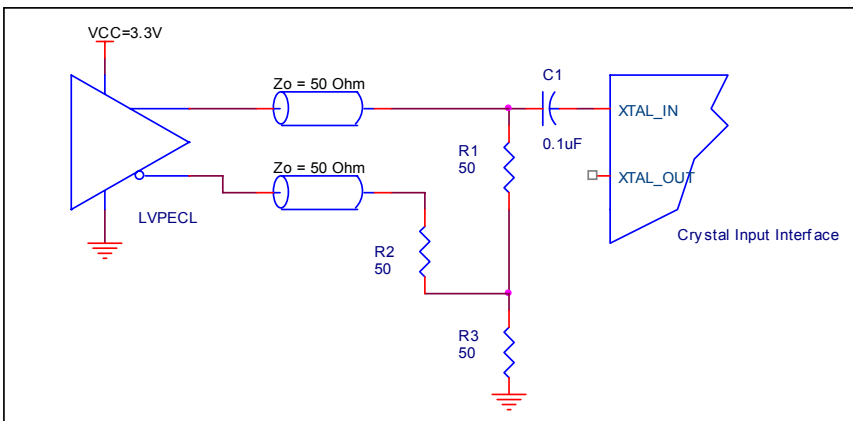 VCC=3.3V
Zo = 50 Ohm
C1
0.1uF
XTAL_IN
R1
50
Zo = 50 Ohm
XTAL_OUT
LVPECL
Crystal Input Interface
R2
50
R3
50